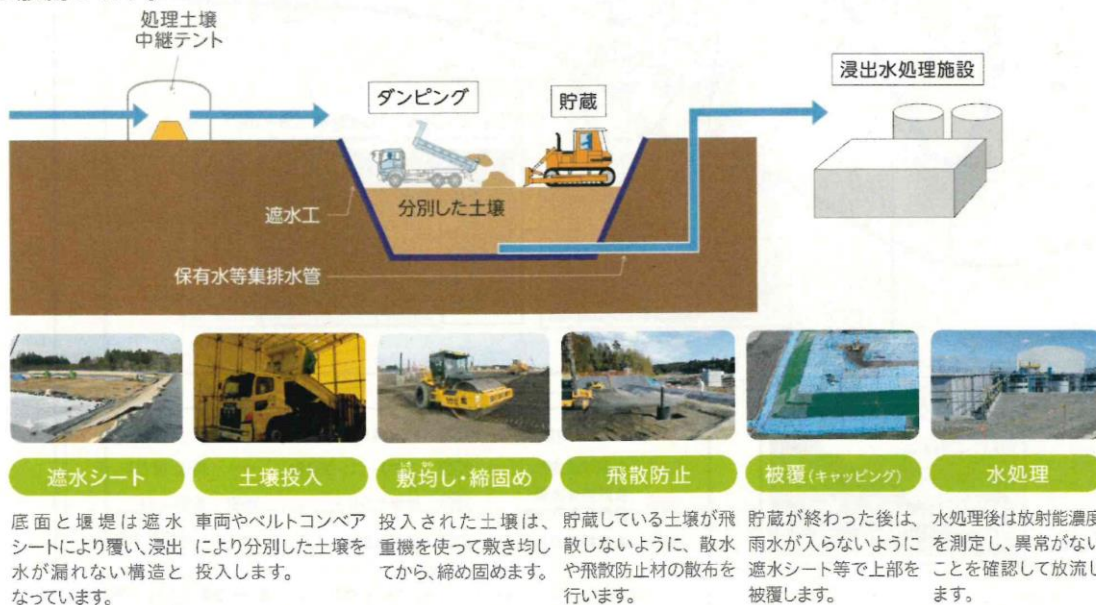 処理土壌
中継テント
ダンピング
貯蔵
浸出水処理施設
遮水工
分別した土壌
保有水等集排水管
遮水シート
底面と堰堤は遮水
シートにより覆い、浸出
水が漏れない構造と
なっています。
土壌投入
車両やベルトコンベア
により分別した土壌を
投入します。
敷均し・締固め
投入された土壌は、
重機を使って敷き均し
てから、締め固めます。
飛散防止
貯蔵している土壌が飛
散しないように、散水
や飛散防止材の散布を
行います。
被覆(キャッピング)
貯蔵が終わった後は、
雨水が入らないように
遮水シート等で上部を
被覆します。
水処理
水処理後は放射能濃度
を測定し、異常がない
ことを確認して放流し
ます。